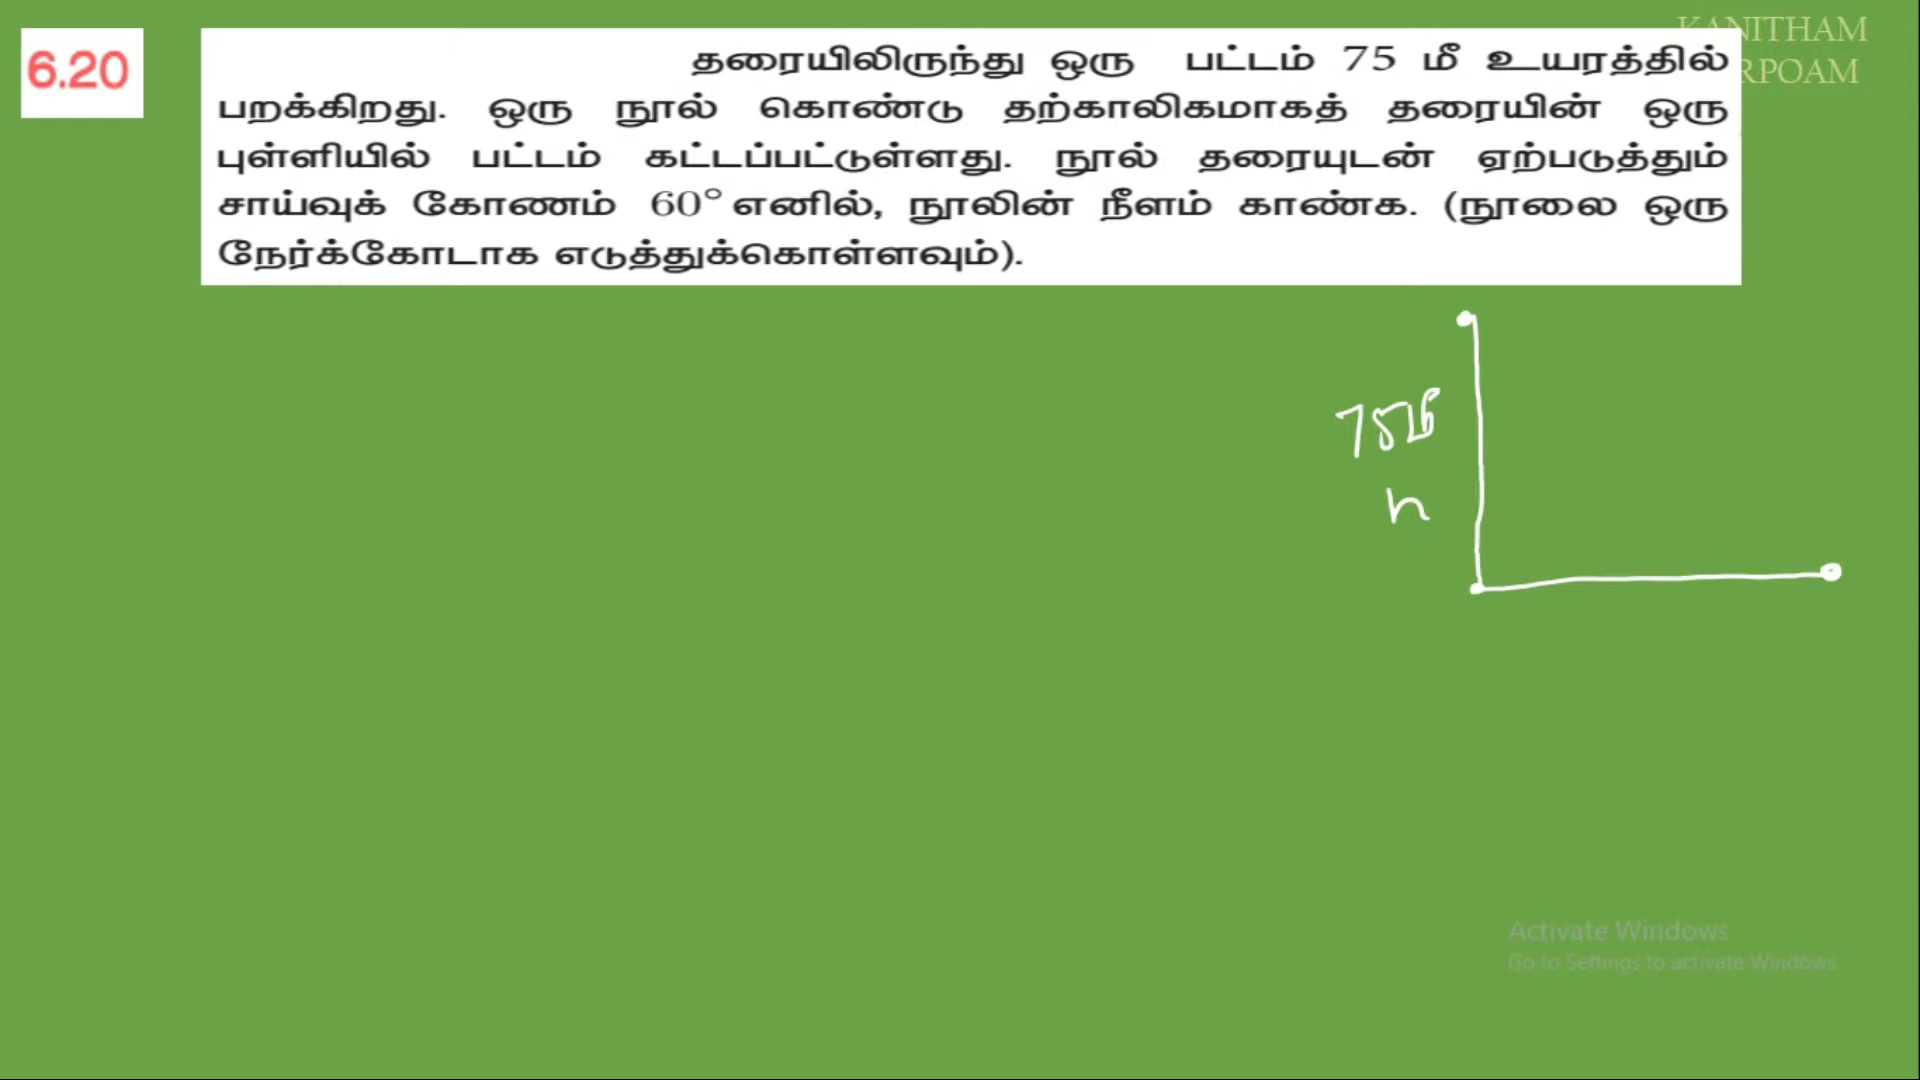 KANITHAM
RPOAM
6.20
தரையிலிருந்து ஒரு பட்டம் 75 மீ உயரத்தில்
பறக்கிறது. ஒரு நூல் கொண்டு தற்காலிகமாகத் தரையின் ஒரு
புள்ளியில் பட்டம் கட்டப்பட்டுள்ளது. நூல் தரையுடன் ஏற்படுத்தும்
சாய்வுக் கோணம் 60° எனில், நூலின் நீளம் காண்க. (நூலை ஒரு
நேர்க்கோடாக எடுத்துக்கொள்ளவும்).
75மீ
h
Activate Windows
Go to Settings to activate Windows.